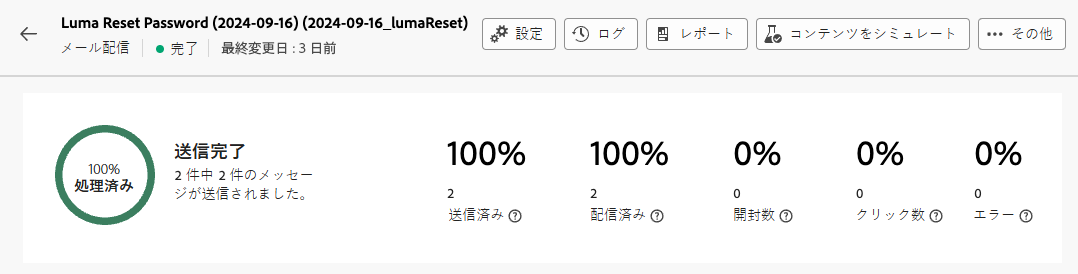 Luma Reset Password (2024-09-16) (2024-09-16_lumaReset)
メール配信 完了 最終変更日 : 3 日前
設定 ログ レポート コンテンツをシミュレート その他
100%
処理済み
送信完了
2 件中 2 件のメッセー
ジが送信されました。
100% 100% 0% 0% 0%
2 2 0 0 0
送信済み 配信済み 開封数 クリック数 エラー